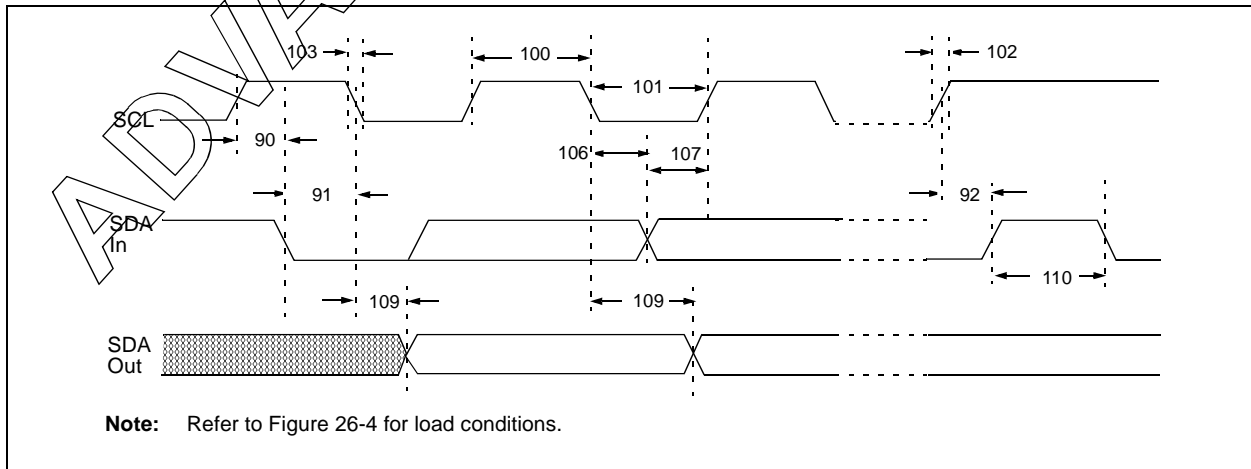 103
100
102
101
SCL
90
106
107
91
92
SDA
In
109
109
110
SDA
Out
Note: Refer to Figure 26-4 for load conditions.
ADVA